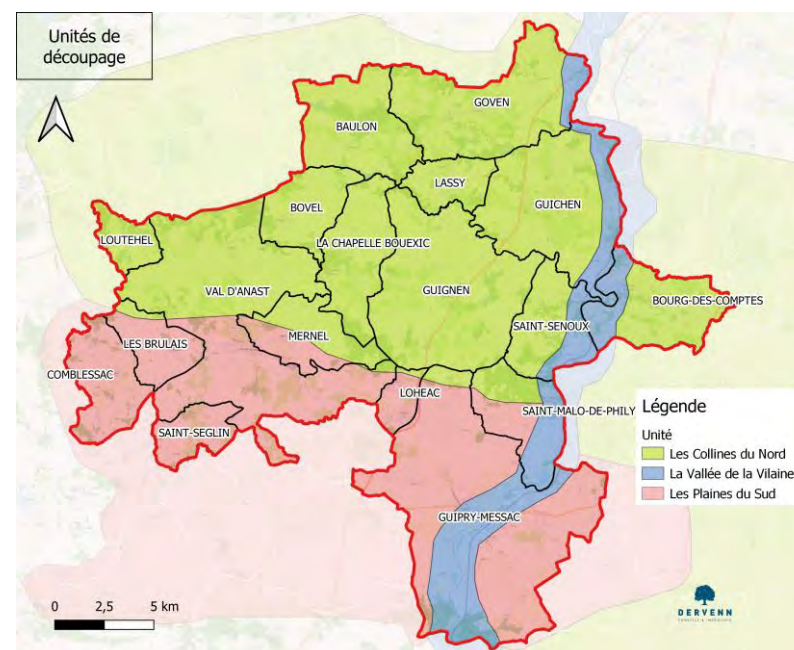 Unités de
découpage
GOVEN
BAULON
LASSY
BOVEL
GUICHEN
LOUTEHEL
LA CHAPELLE BOUEXIC
VAL D'ANAST
GUIGNEN
BOURG-DES-COMPTES
SAINT-SENOUX
MERNEL
LES BRULAIS
COMBLESSAC
LOHEAC
SAINT-MALO-DE-PHILY
SAINT-SEGLIN
GUIPRY-MESSAC
Légende
Unité
Les Collines du Nord
La Vallée de la Vilaine
Les Plaines du Sud
0 2,5 5 km
DERVENN